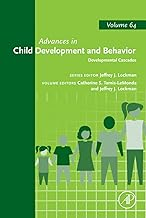 Volume 64
Advances in
Child Development and Behavior
Developmental Cascades
SERIES EDITOR Jeffrey J. Lockman
VOLUME EDITORS Catherine S. Tamis-LeMonda
and Jeffrey J. Lockman